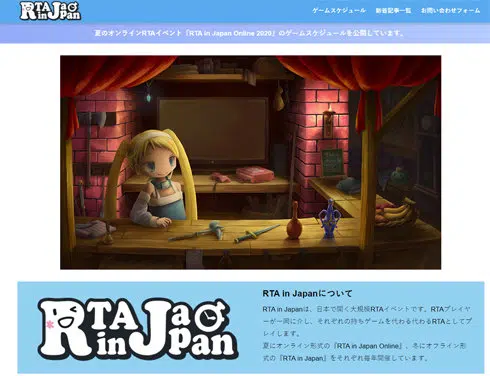 RTA in Japan
ゲームスケジュール 新着記事一覧 お問い合わせフォーム
夏のオンラインRTAイベント「RTA in Japan Online 2020」のゲームスケジュールを公開しています。
RTA in Japan
RTA in Japanについて
RTA in Japanは、日本で開く大規模RTAイベントです。RTAプレイヤ
ーが一同に介し、それぞれの持ちゲームを代わる代わるRTAとしてプ
レイします。
夏にオンライン形式の『RTA in Japan Online』、冬にオフライン形
式の『RTA in Japan』をそれぞれ毎年開催しています。